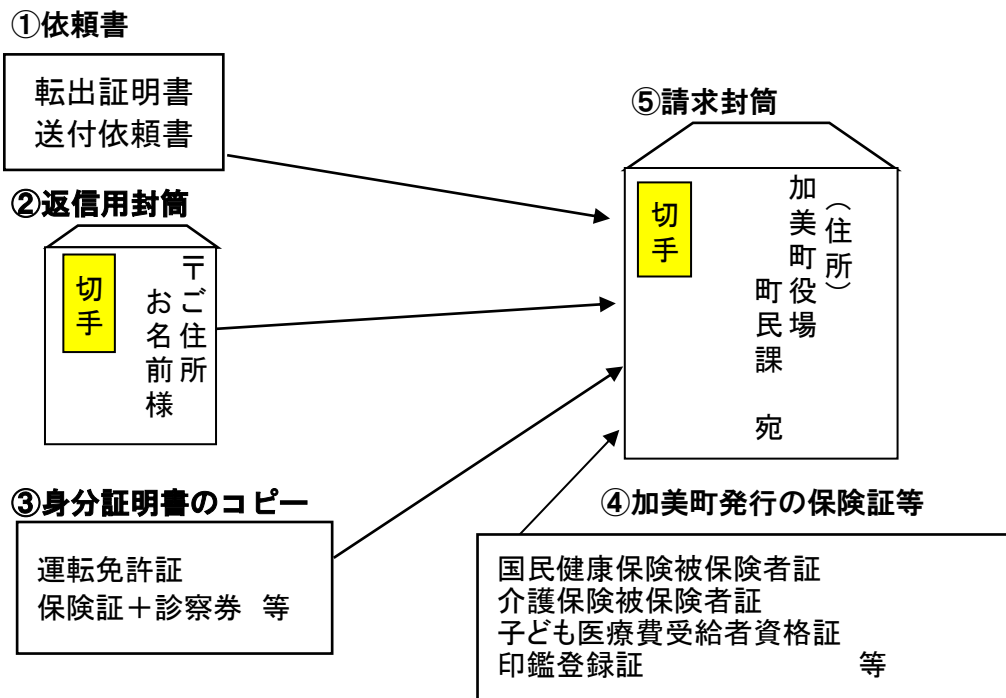 ①依頼書
転出証明書
送付依頼書
②返信用封筒
切手
〒ご住所
お名前様
③身分証明書のコピー
運転免許証
保険証＋診察券　等
④加美町発行の保険証等
国民健康保険被保険者証
介護保険被保険者証
子ども医療費受給者資格証
印鑑登録証　等
⑤請求封筒
切手
（住所）
加美町役場
町民課　宛